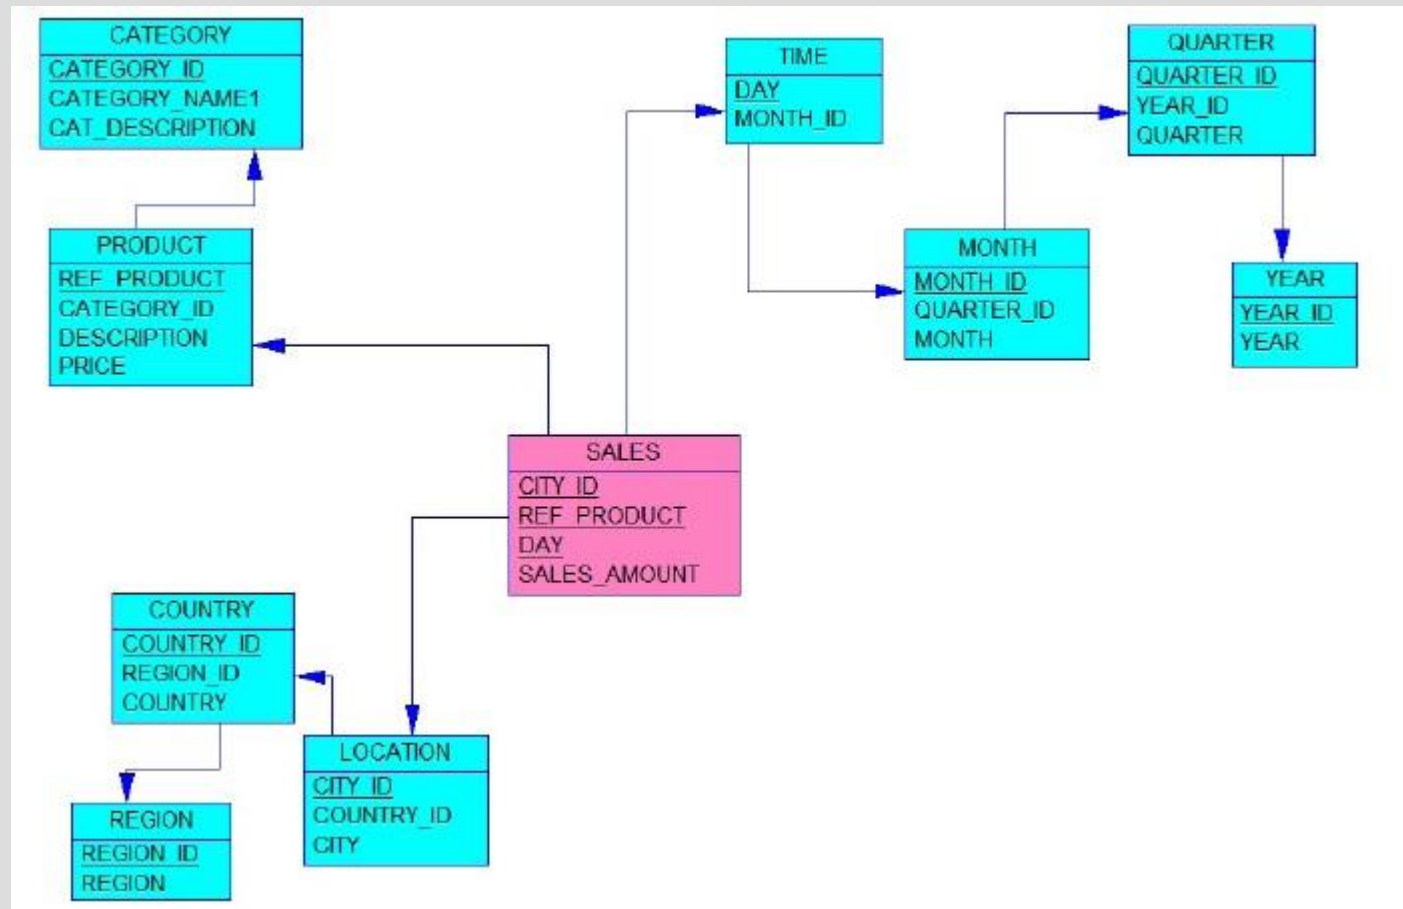 CATEGORY
CATEGORY_ID
CATEGORY_NAME1
CAT_DESCRIPTION
PRODUCT
REF_PRODUCT
CATEGORY_ID
DESCRIPTION
PRICE
TIME
DAY
MONTH_ID
QUARTER
QUARTER_ID
YEAR_ID
QUARTER
MONTH
MONTH_ID
QUARTER_ID
MONTH
YEAR
YEAR_ID
YEAR
SALES
CITY_ID
REF_PRODUCT
DAY
SALES_AMOUNT
COUNTRY
COUNTRY_ID
REGION_ID
COUNTRY
LOCATION
CITY_ID
COUNTRY_ID
CITY
REGION
REGION_ID
REGION